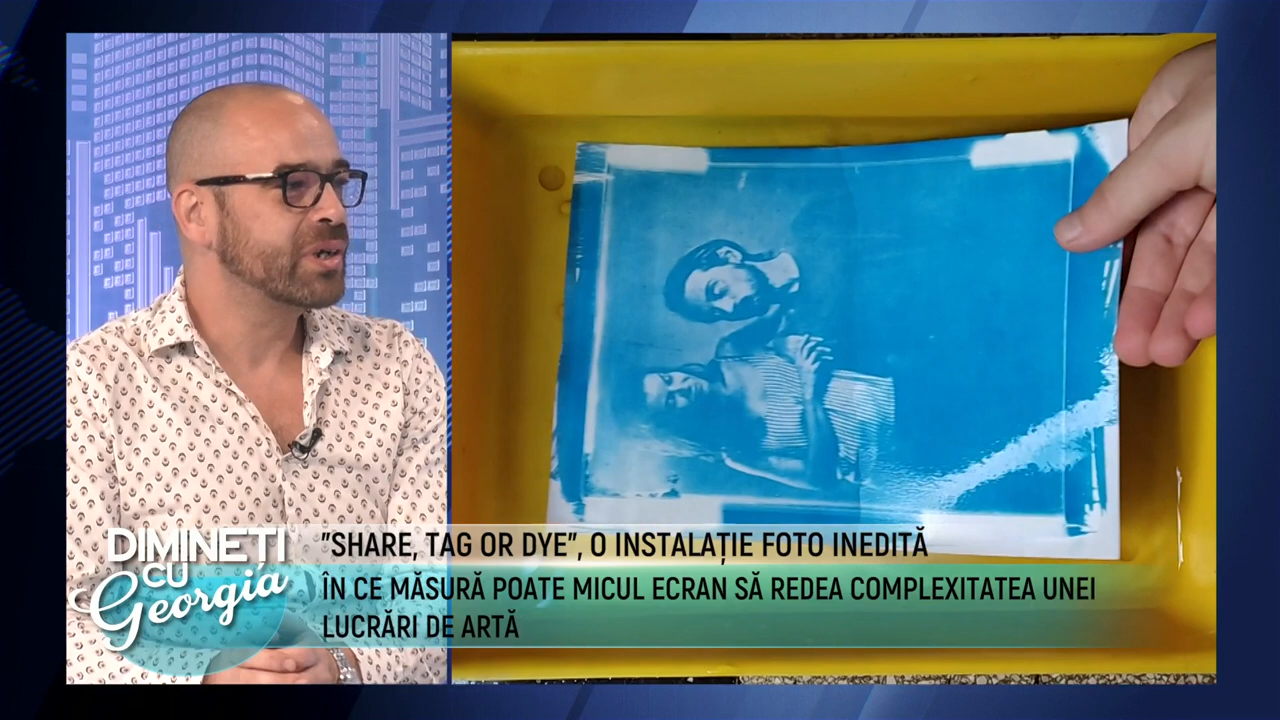 DIMINEȚI
CU
Georgia
"SHARE, TAG OR DYE", O INSTALAȚIE FOTO INEDITĂ
ÎN CE MĂSURĂ POATE MICUL ECRAN SĂ REDEA COMPLEXITATEA UNEI
LUCRĂRI DE ARTĂ